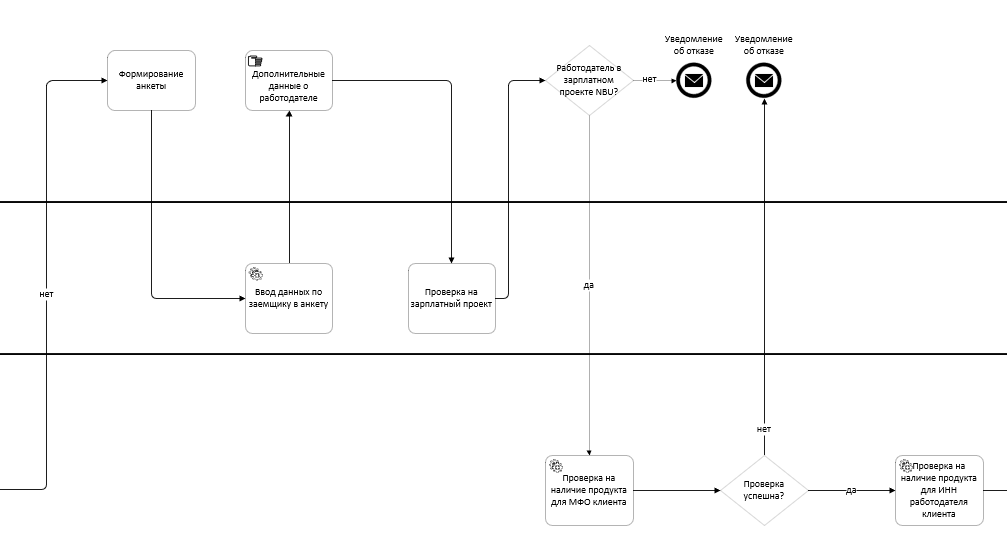 Формирование
анкеты
Дополнительные
данные о
работодателе
Работодатель в
зарплатном
проекте NBU?
нет
Уведомление
об отказе
Уведомление
об отказе
нет
Ввод данных по
заемщику в анкету
Проверка на
зарплатный проект
да
нет
Проверка на
наличие продукта
для МФО клиента
Проверка
успешна?
да
Проверка на
наличие продукта
для ИНН
работодателя
клиента